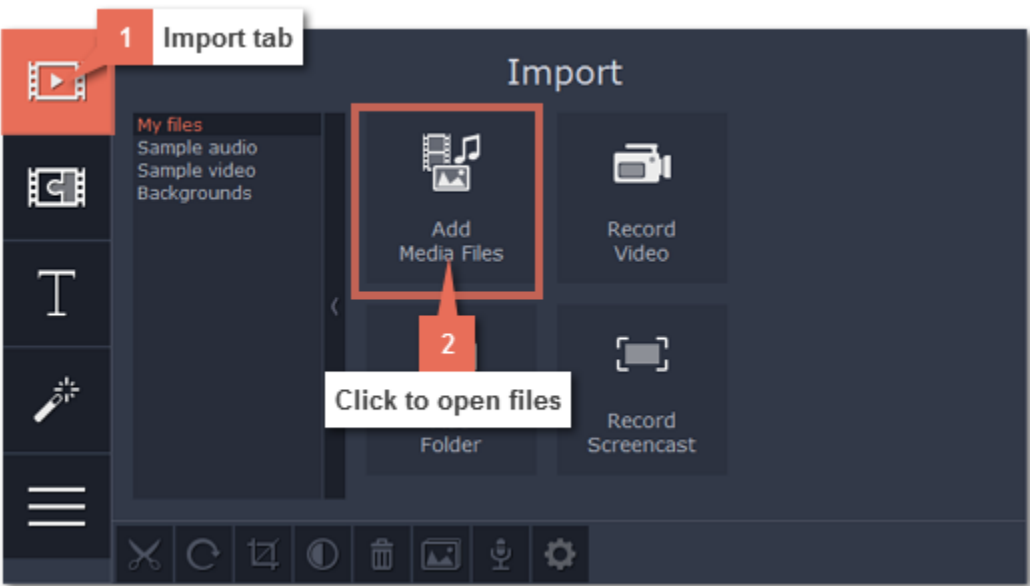 1 Import tab
Import
My files
Sample audio
Sample video
Backgrounds
Add
Media Files
Record
Video
2
Click to open files
Folder
Record
Screencast